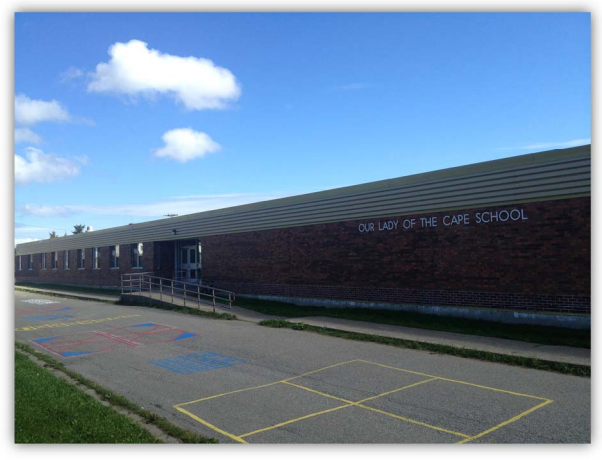 OUR LADY OF THE CAPE SCHOOL